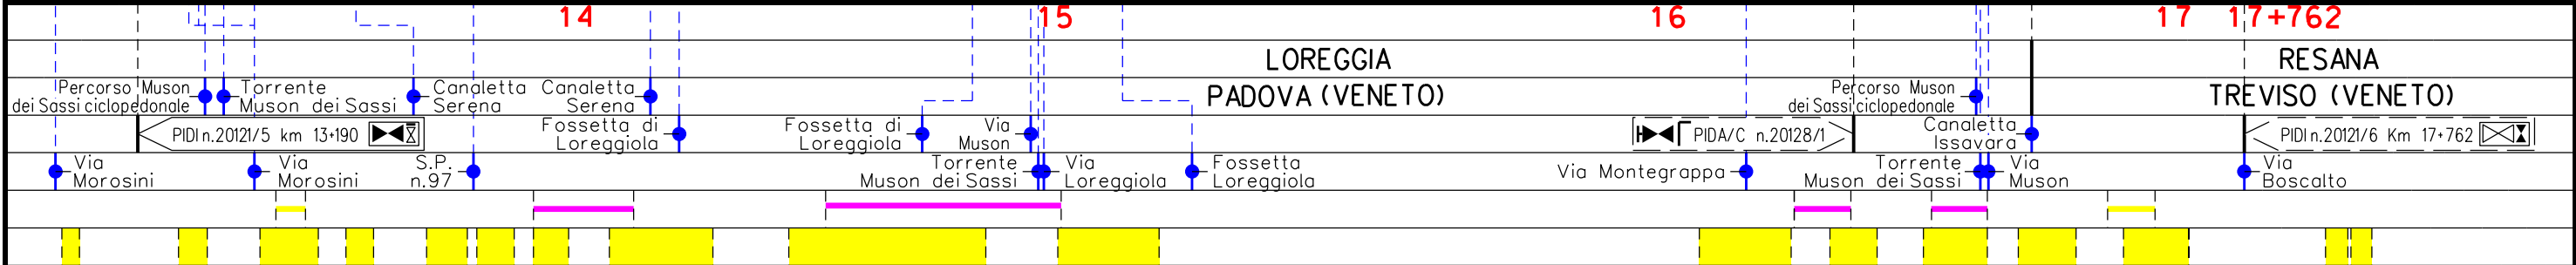 14 15 16 17 17+762
LOREGGIA RESANA
Percorso Muson Torrente Canaletta Canaletta PADOVA (VENETO) Percorso Muson TREVISO (VENETO)
dei Sassi ciclopedonale Muson dei Sassi Serena Serena dei Sassi ciclopedonale
PIDI n.20121/5 km 13+190 Fossetta di Fossetta di Via PIDA/C n.20128/1 Canaletta PIDI n.20121/6 Km 17+762
Loreggiola Loreggiola Muson Issavara
Via Via S.P. Torrente Via Fossetta Via Montegrappa Torrente Via Via
Morosini Morosini n.97 Muson dei Sassi Loreggiola Loreggiola Muson dei Sassi Muson Boscalto